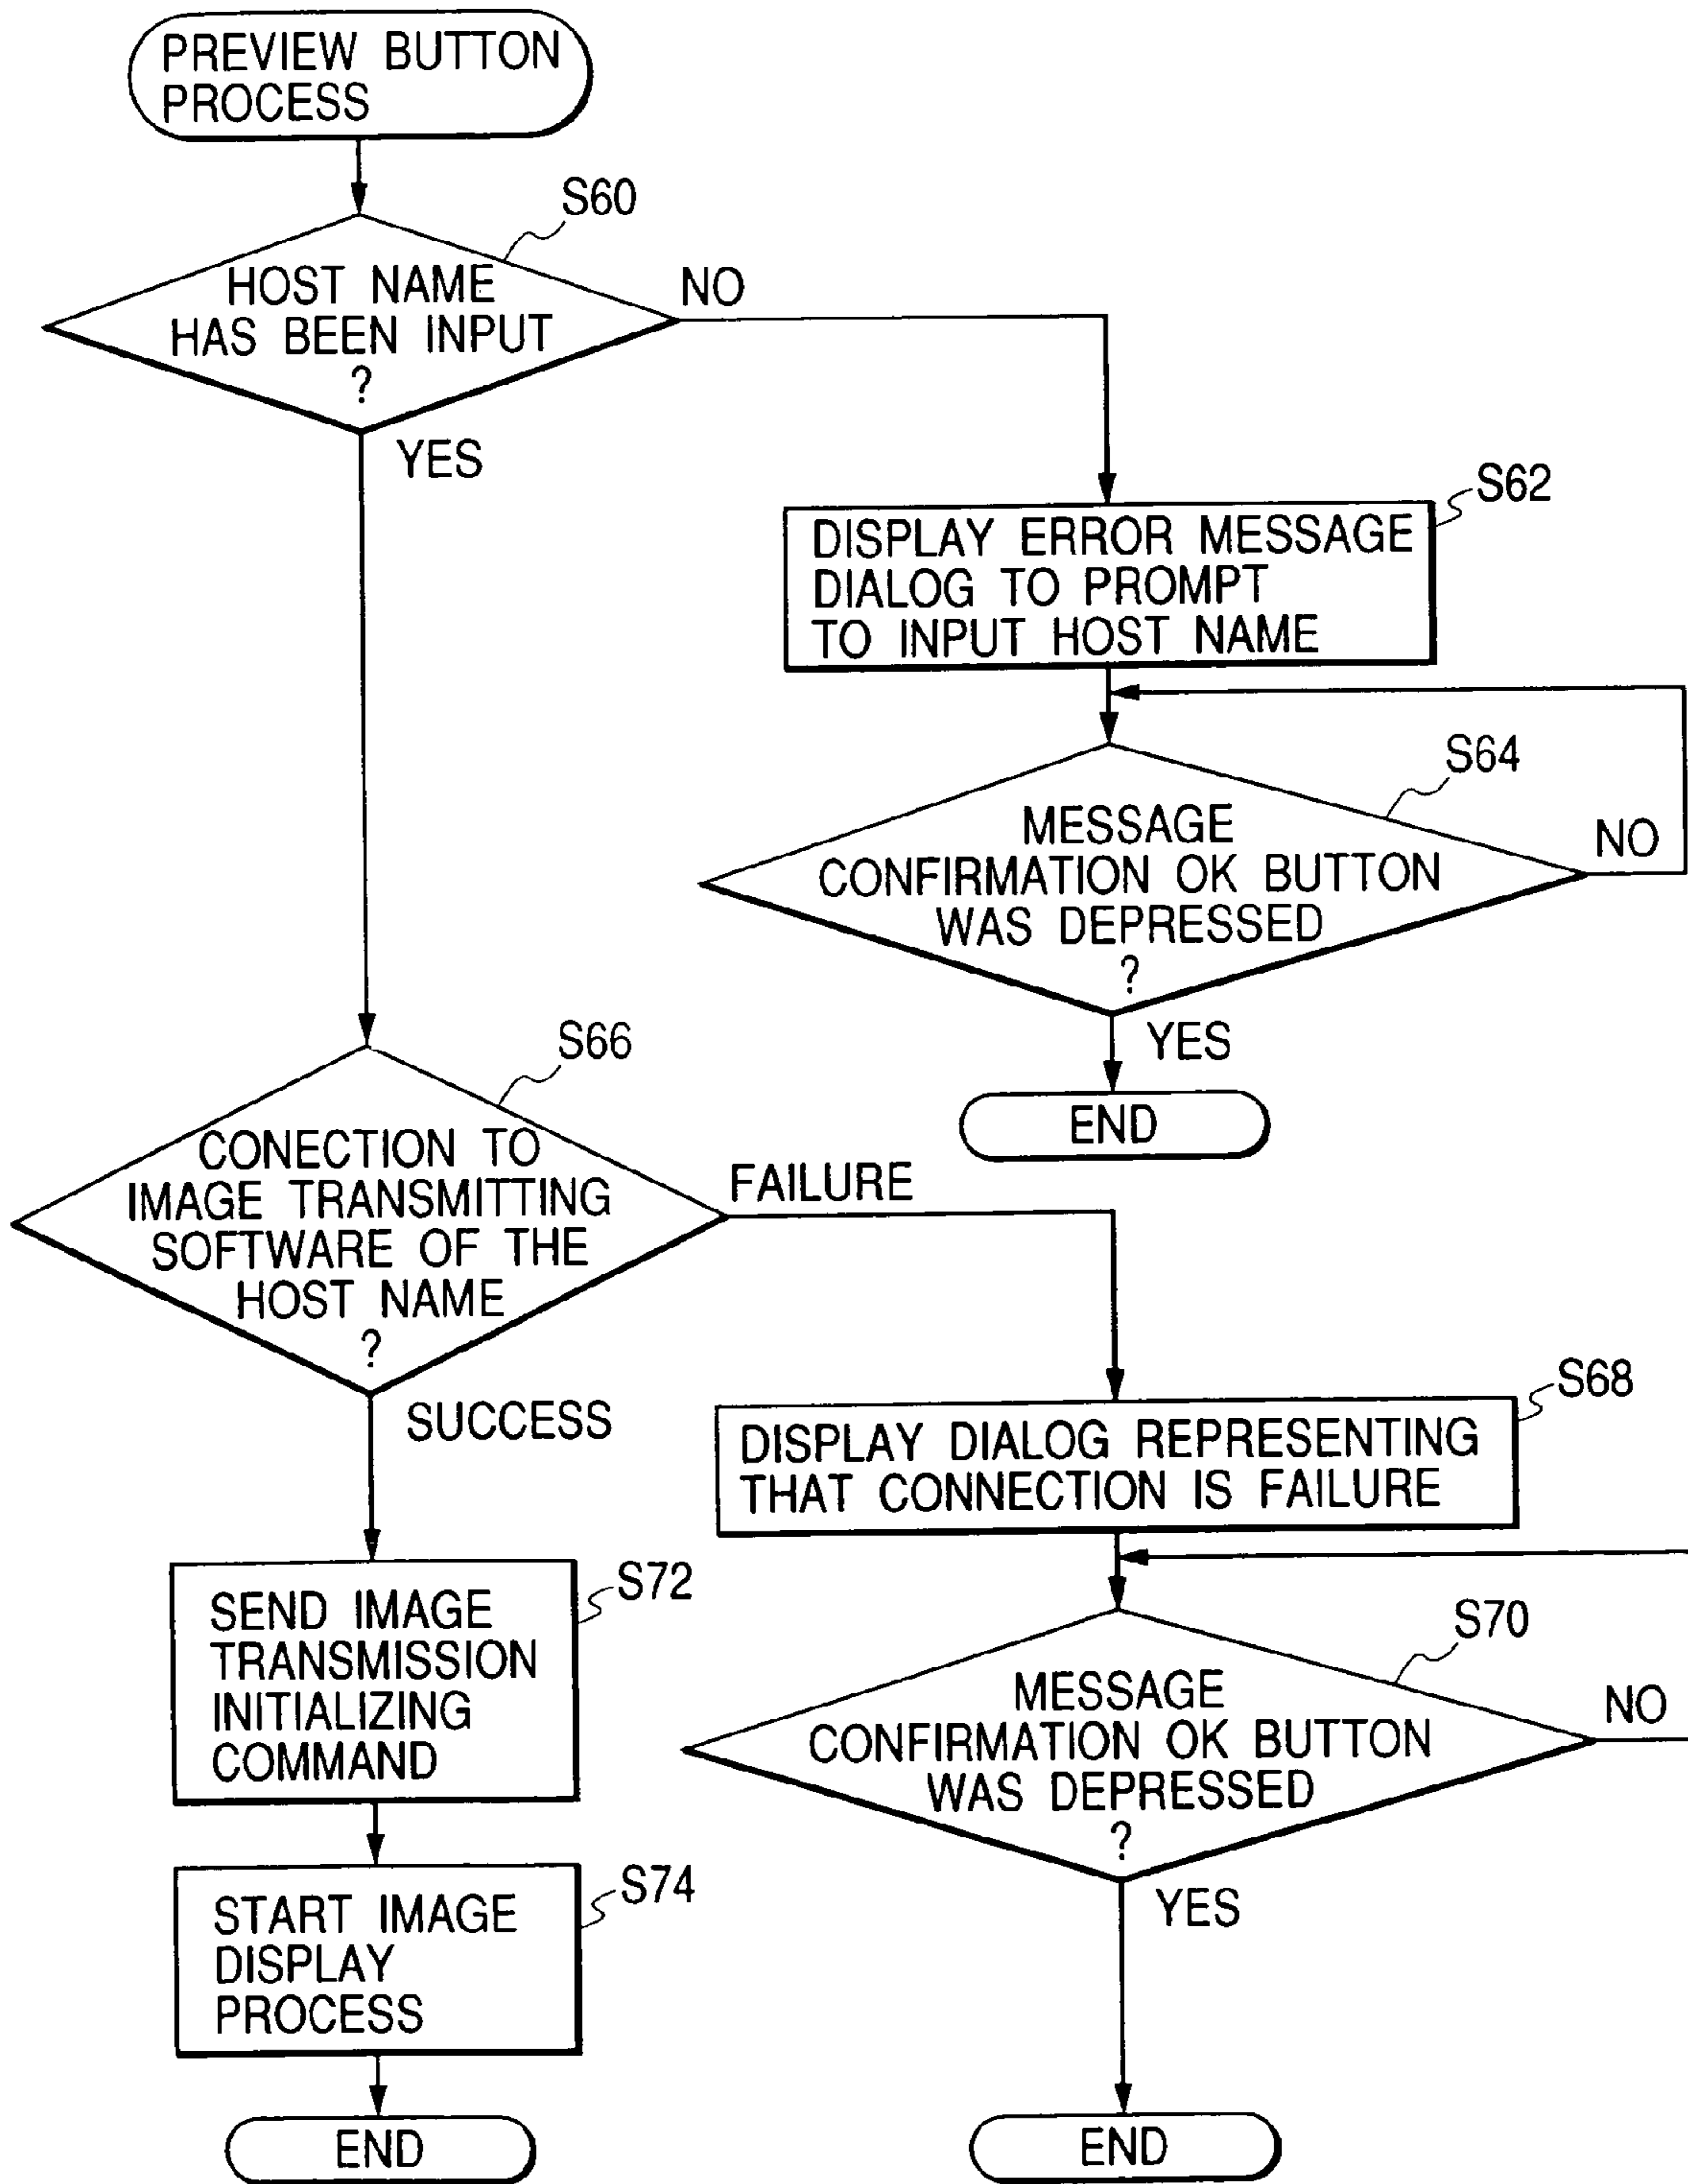 PREVIEW BUTTON
PROCESS
S60
HOST NAME
HAS BEEN INPUT
?
NO
YES
S62
DISPLAY ERROR MESSAGE
DIALOG TO PROMPT
TO INPUT HOST NAME
S64
MESSAGE
CONFIRMATION OK BUTTON
WAS DEPRESSED
?
NO
YES
END
S66
CONECTION TO
IMAGE TRANSMITTING
SOFTWARE OF THE
HOST NAME
?
FAILURE
SUCCESS
S68
DISPLAY DIALOG REPRESENTING
THAT CONNECTION IS FAILURE
S72
SEND IMAGE
TRANSMISSION
INITIALIZING
COMMAND
S70
MESSAGE
CONFIRMATION OK BUTTON
WAS DEPRESSED
?
NO
YES
S74
START IMAGE
DISPLAY
PROCESS
END
END